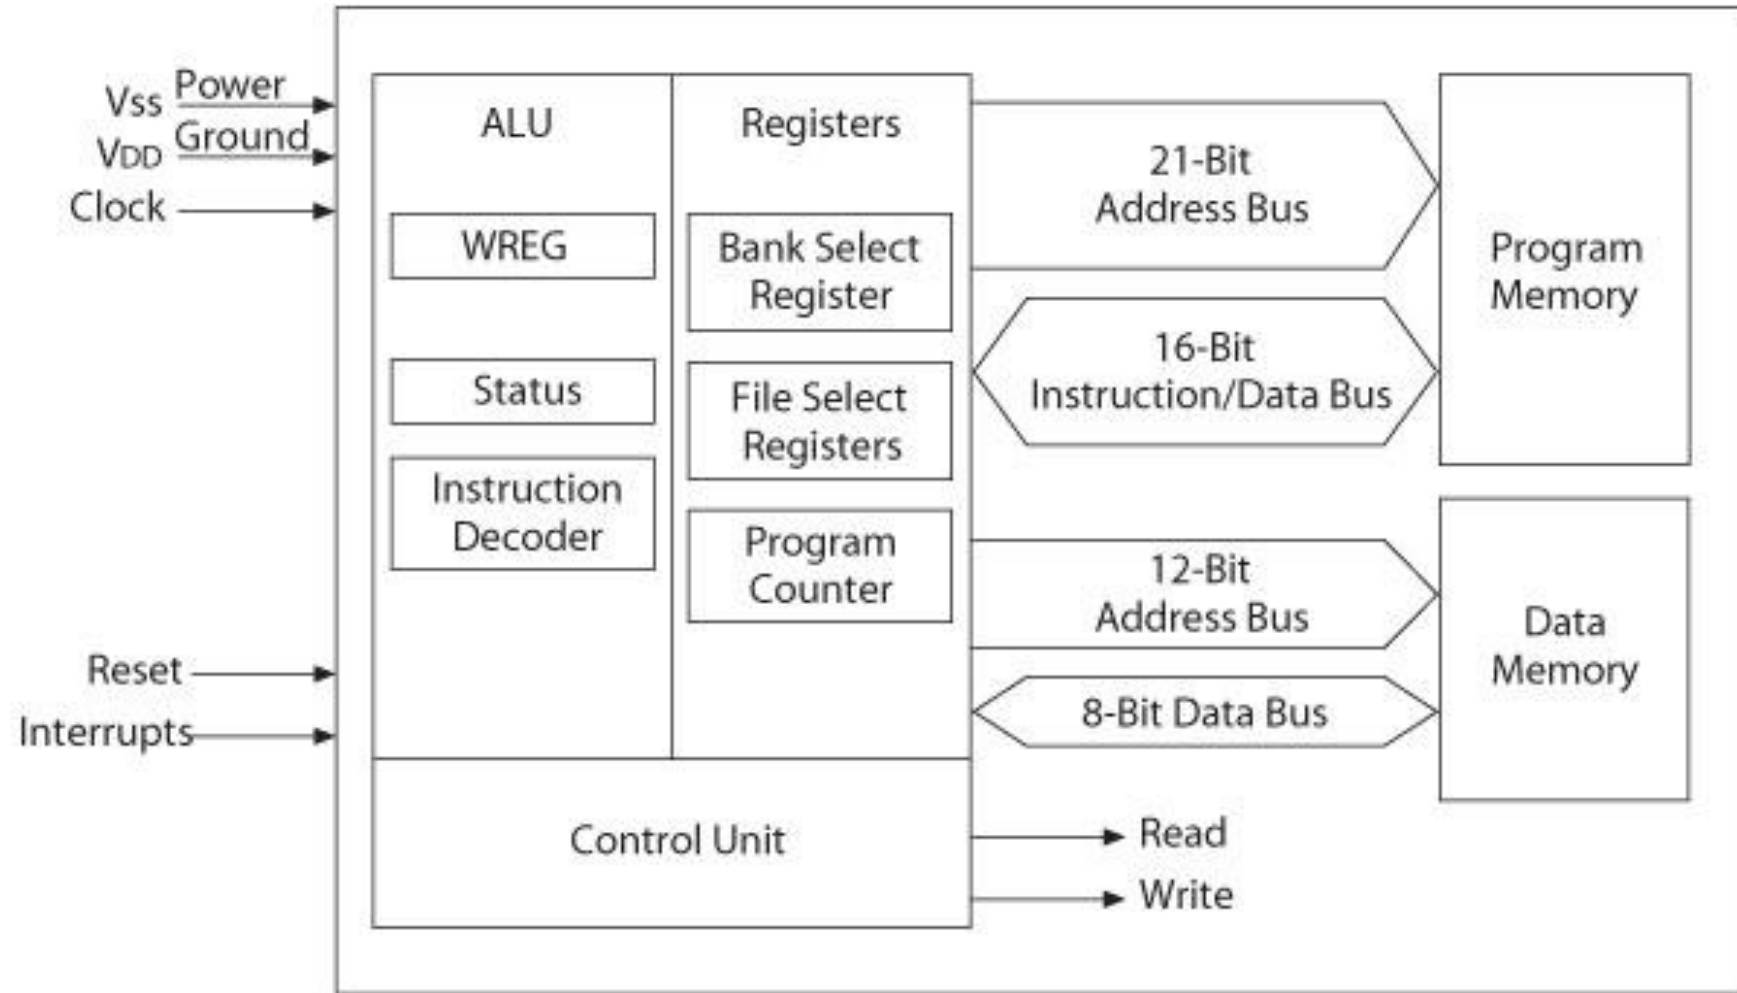 Vss Power
VDD Ground
Clock
Reset
Interrupts
ALU
WREG
Status
Instruction
Decoder
Registers
Bank Select
Register
File Select
Registers
Program
Counter
Control Unit
21-Bit
Address Bus
16-Bit
Instruction/Data Bus
12-Bit
Address Bus
8-Bit Data Bus
Read
Write
Program
Memory
Data
Memory